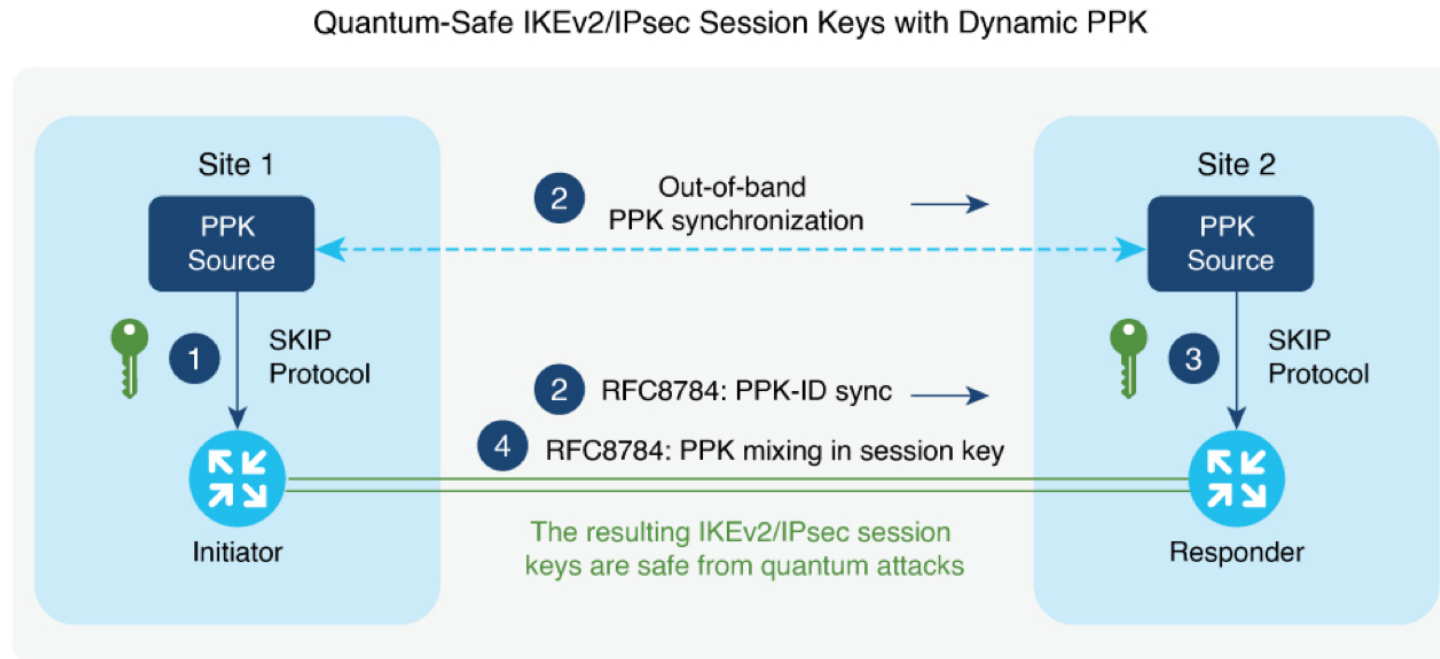 Quantum-Safe IKEv2/IPsec Session Keys with Dynamic PPK
Site 1
PPK
Source
1
SKIP
Protocol
Initiator
2
Out-of-band
PPK synchronization
2
RFC8784: PPK-ID sync
4
RFC8784: PPK mixing in session key
The resulting IKEv2/IPsec session
keys are safe from quantum attacks
Site 2
PPK
Source
3
SKIP
Protocol
Responder